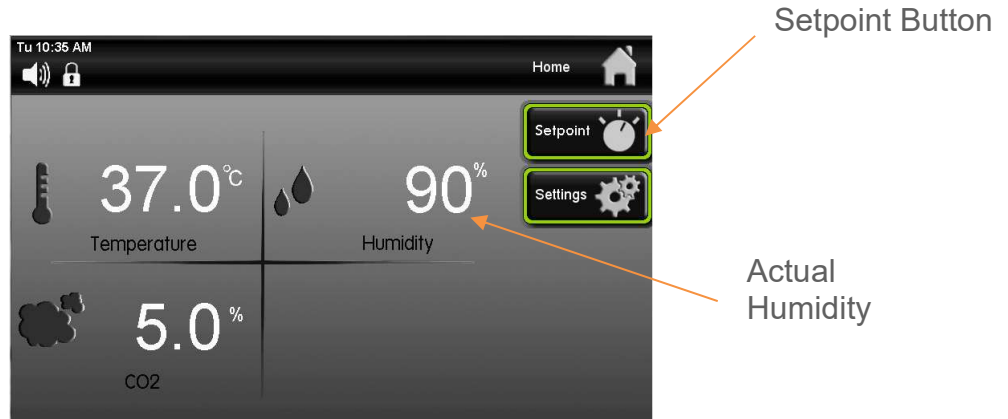 Setpoint Button
Tu 10:35 AM
Home
Setpoint
37.0°C
90%
Settings
Temperature
Humidity
Actual
Humidity
5.0%
CO2